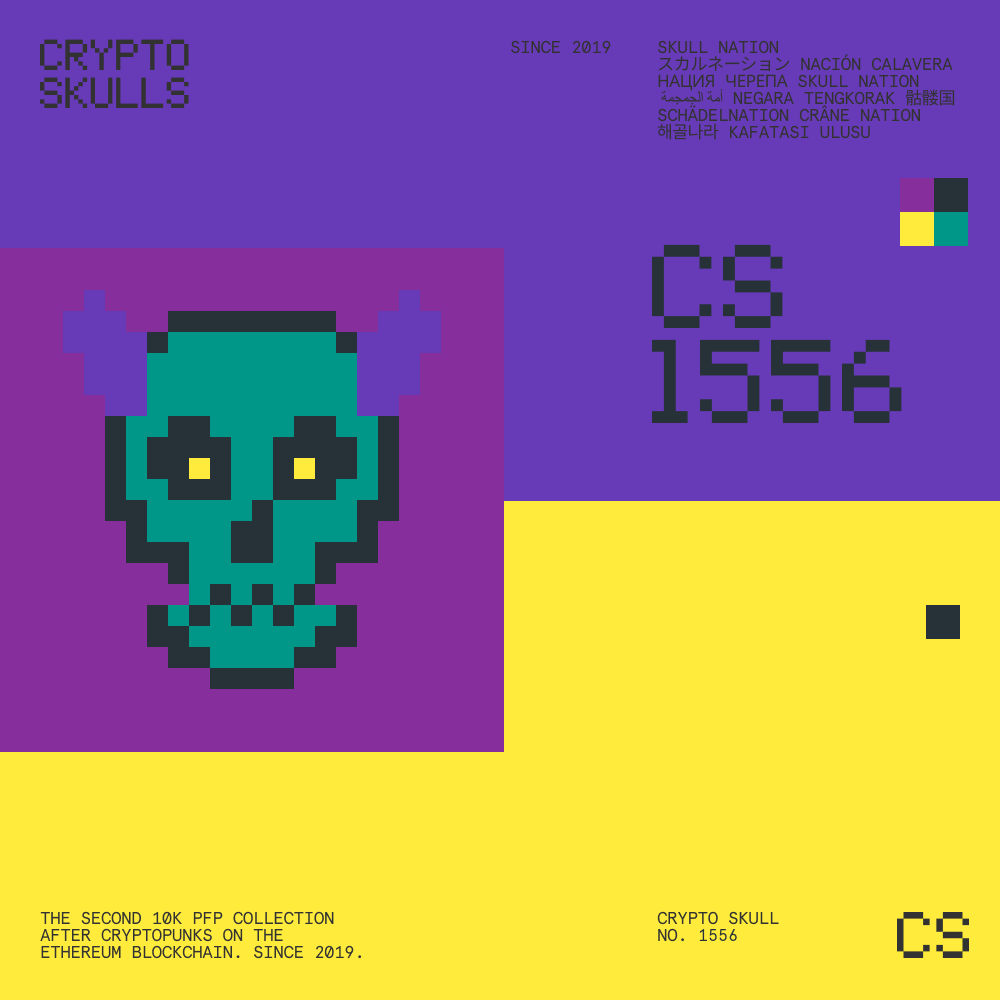 CRYPTO
SKULLS
SINCE 2019
SKULL NATION
スカルネーション NACIÓN CALAVERA
НАЦИЯ ЧЕРЕПА SKULL NATION
أمة الجمجمة NEGARA TENGKORAK 骷髅国
SCHÄDELNATION CRÂNE NATION
해골나라 KAFATASI ULUSU
CS
1556
THE SECOND 10K PFP COLLECTION
AFTER CRYPTOPUNKS ON THE
ETHEREUM BLOCKCHAIN. SINCE 2019.
CRYPTO SKULL
NO. 1556
CS